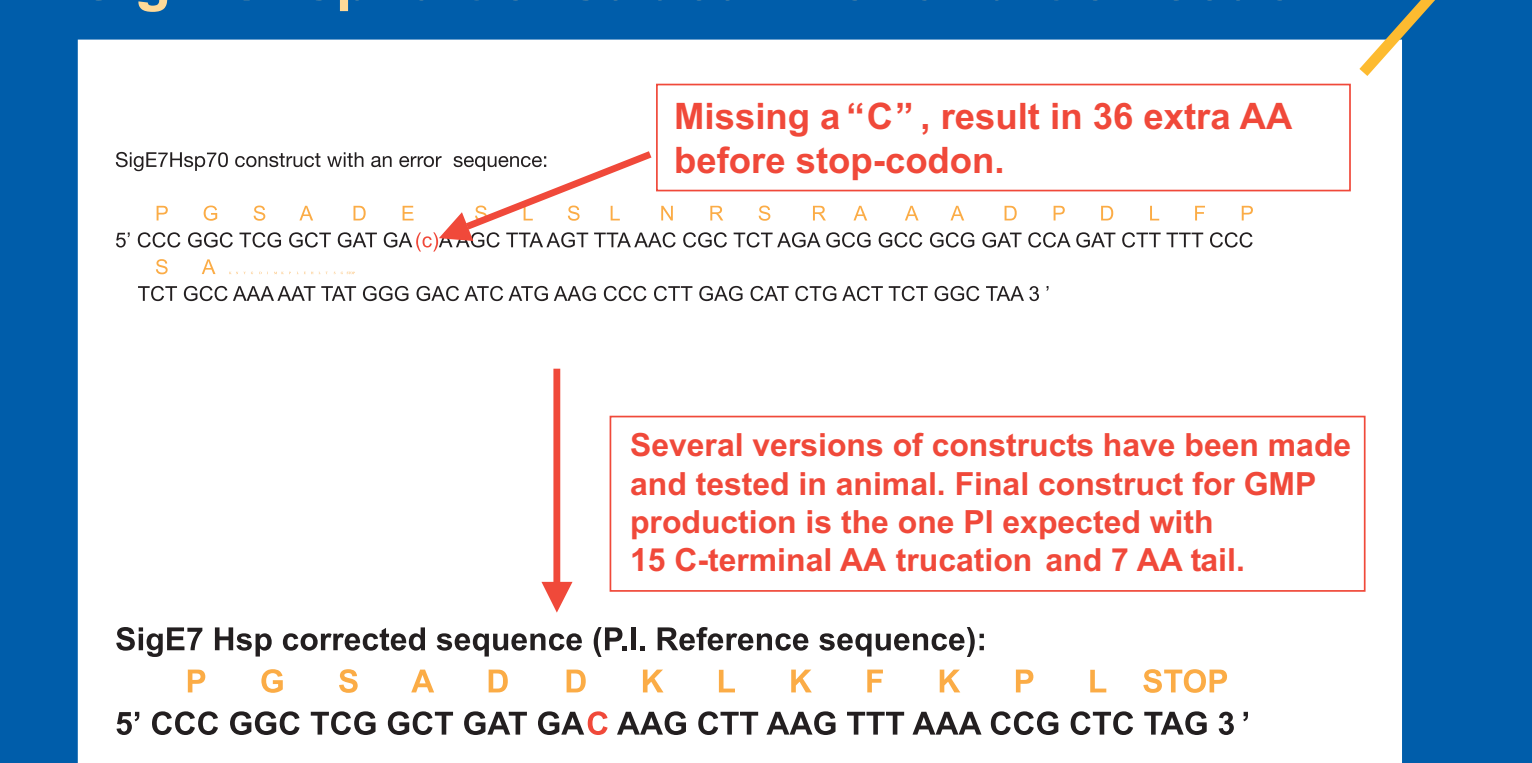 Missing a “C”, result in 36 extra AA
before stop-codon.
SigE7Hsp70 construct with an error sequence:
P G S A D E S L S L N R S R A A A D P D L F P
5’ CCC GGC TCG GCT GAT GA (c)A AGC TTA AGT TTA AAC CGC TCT AGA GCG GCC GCG GAT CCA GAT CTT TTT CCC
S A ......................
TCT GCC AAA AAT TAT GGG GAC ATC ATG AAG CCC CTT GAG CAT CTG ACT TCT GGC TAA 3 ’
Several versions of constructs have been made
and tested in animal. Final construct for GMP
production is the one PI expected with
15 C-terminal AA trucation and 7 AA tail.
SigE7 Hsp corrected sequence (P.I. Reference sequence):
P G S A D D K L K F K P L STOP
5’ CCC GGC TCG GCT GAT GAC AAG CTT AAG TTT AAA CCG CTC TAG 3 ’